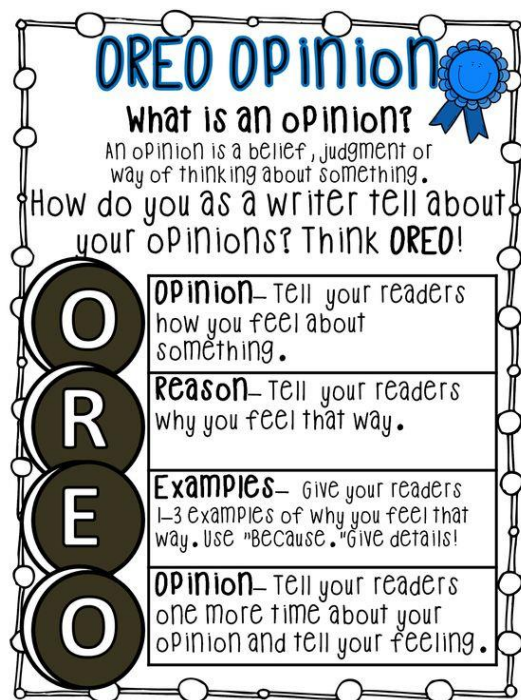 OREO OPINION
What is an opinion?
An opinion is a belief, judgment or
way of thinking about something.
How do you as a writer tell about
your opinions? Think OREO!
O
Opinion– Tell your readers
how you feel about
something.
R
Reason– Tell your readers
why you feel that way.
E
Examples– Give your readers
1–3 examples of why you feel that
way. Use "Because." Give details!
O
Opinion– Tell your readers
one more time about your
opinion and tell your feeling.